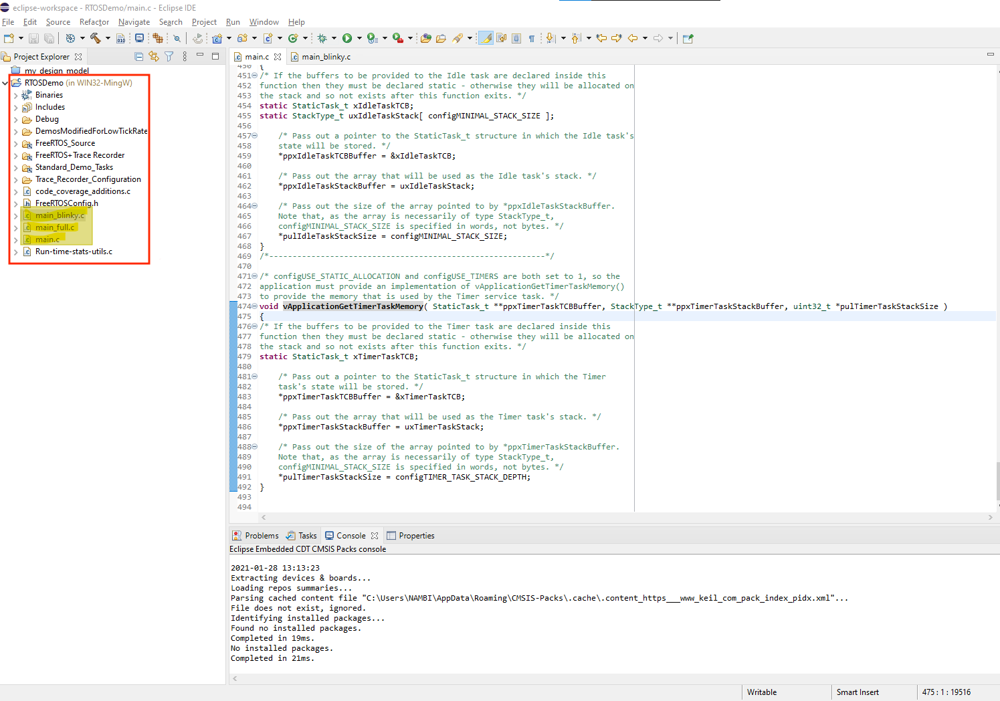 eclipse-workspace - RTOSDemo/main.c - Eclipse IDE
File Edit Source Refactor Navigate Search Project Run Window Help
Project Explorer
my_design_model
RTOSDemo (in WIN32-MingW)
Binaries
Includes
Debug
DemosModifiedForLowTickRate
FreeRTOS_Source
FreeRTOS+Trace Recorder
Standard_Demo_Tasks
Trace_Recorder_Configuration
code_coverage_additions.c
FreeRTOSConfig.h
main_blinky.c
main_full.c
main.c
Run-time-stats-utils.c
main.c main_blinky.c
450 {
451 /* If the buffers to be provided to the Idle task are declared inside this
452 function then they must be declared static - otherwise they will be allocated on
453 the stack and so not exists after this function exits. */
454 static StaticTask_t xIdleTaskTCB;
455 static StackType_t uxIdleTaskStack[ configMINIMAL_STACK_SIZE ];
456
457 /* Pass out a pointer to the StaticTask_t structure in which the Idle task's
458 state will be stored. */
459 *ppxIdleTaskTCBBuffer = &xIdleTaskTCB;
460
461 /* Pass out the array that will be used as the Idle task's stack. */
462 *ppxIdleTaskStackBuffer = uxIdleTaskStack;
463
464 /* Pass out the size of the array pointed to by *ppxIdleTaskStackBuffer.
465 Note that, as the array is necessarily of type StackType_t,
466 configMINIMAL_STACK_SIZE is specified in words, not bytes. */
467 *pulIdleTaskStackSize = configMINIMAL_STACK_SIZE;
468 }
469 /*-----------------------------------------------------------*/
470
471 /* configUSE_STATIC_ALLOCATION and configUSE_TIMERS are both set to 1, so the
472 application must provide an implementation of vApplicationGetTimerTaskMemory()
473 to provide the memory that is used by the Timer service task. */
474 void vApplicationGetTimerTaskMemory( StaticTask_t **ppxTimerTaskTCBBuffer, StackType_t **ppxTimerTaskStackBuffer, uint32_t *pulTimerTaskStackSize )
475 {
476 /* If the buffers to be provided to the Timer task are declared inside this
477 function then they must be declared static - otherwise they will be allocated on
478 the stack and so not exists after this function exits. */
479 static StaticTask_t xTimerTaskTCB;
480
481 /* Pass out a pointer to the StaticTask_t structure in which the Timer
482 task's state will be stored. */
483 *ppxTimerTaskTCBBuffer = &xTimerTaskTCB;
484
485 /* Pass out the array that will be used as the Timer task's stack. */
486 *ppxTimerTaskStackBuffer = uxTimerTaskStack;
487
488 /* Pass out the size of the array pointed to by *ppxTimerTaskStackBuffer.
489 Note that, as the array is necessarily of type StackType_t,
490 configMINIMAL_STACK_SIZE is specified in words, not bytes. */
491 *pulTimerTaskStackSize = configTIMER_TASK_STACK_DEPTH;
492 }
493
494
Problems Tasks Console Properties
Eclipse Embedded CDT CMSIS Packs console
2021-01-28 13:13:23
Extracting devices & boards...
Loading repos summaries...
Parsing cached content file "C:\Users\NAMBI\AppData\Roaming\CMSIS-Packs\.cache\.content_https___www_keil_com_pack_index_pidx.xml"...
File does not exist, ignored.
Identifying installed packages...
Found no installed packages.
Completed in 19ms.
No installed packages.
Completed in 21ms.
Writable Smart Insert 475 : 1 : 19516